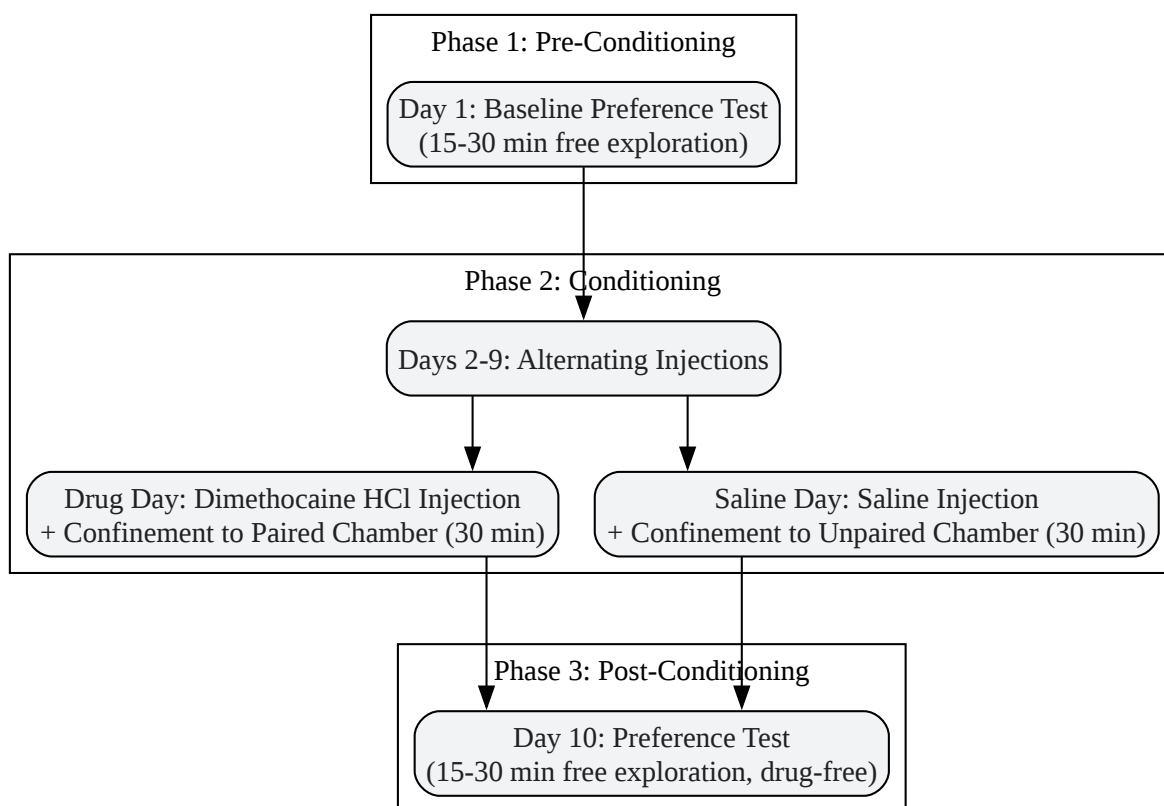 Phase 1: Pre-Conditioning
Day 1: Baseline Preference Test
(15-30 min free exploration)
Phase 2: Conditioning
Days 2-9: Alternating Injections
Drug Day: Dimethocaine HCl Injection
+ Confinement to Paired Chamber (30 min)
Saline Day: Saline Injection
+ Confinement to Unpaired Chamber (30 min)
Phase 3: Post-Conditioning
Day 10: Preference Test
(15-30 min free exploration, drug-free)